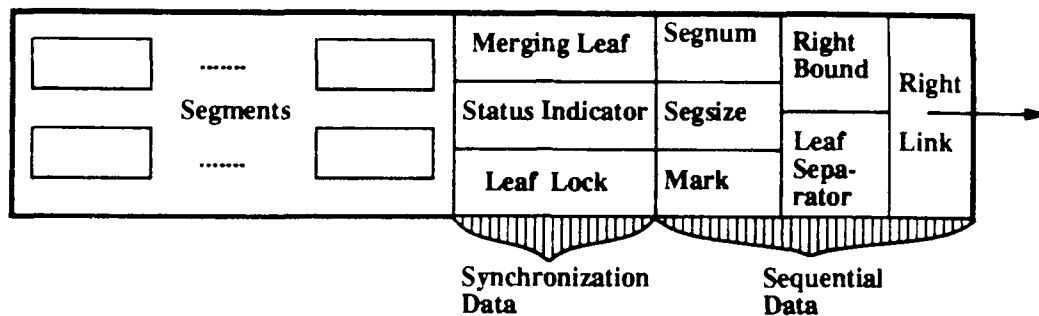 .......
Segments
.......
Merging Leaf
Status Indicator
Leaf Lock
Segnum
Segsize
Mark
Right
Bound
Leaf
Sepa-
rator
Right
Link
Synchronization
Data
Sequential
Data